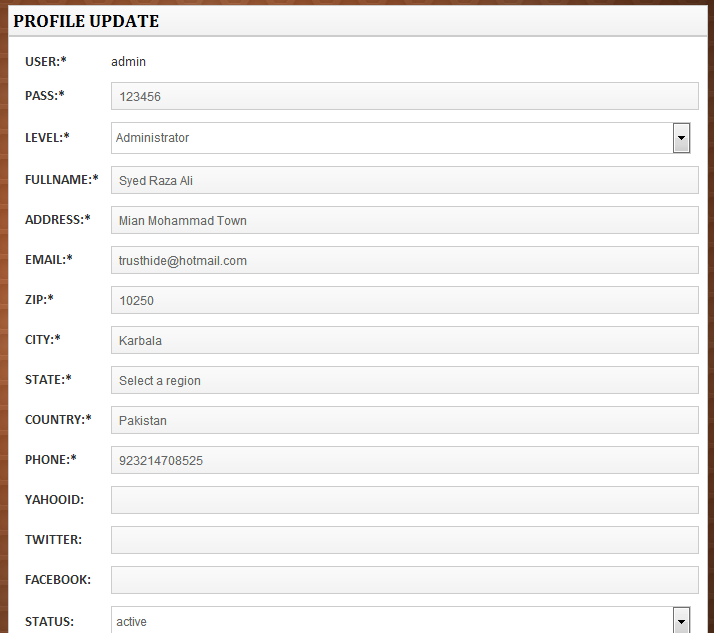 PROFILE UPDATE
USER:* admin
PASS:* 123456
LEVEL:* Administrator
FULLNAME:* Syed Raza Ali
ADDRESS:* Mian Mohammad Town
EMAIL:* trusthide@hotmail.com
ZIP:* 10250
CITY:* Karbala
STATE:* Select a region
COUNTRY:* Pakistan
PHONE:* 923214708525
YAHOOID:
TWITTER:
FACEBOOK:
STATUS: active